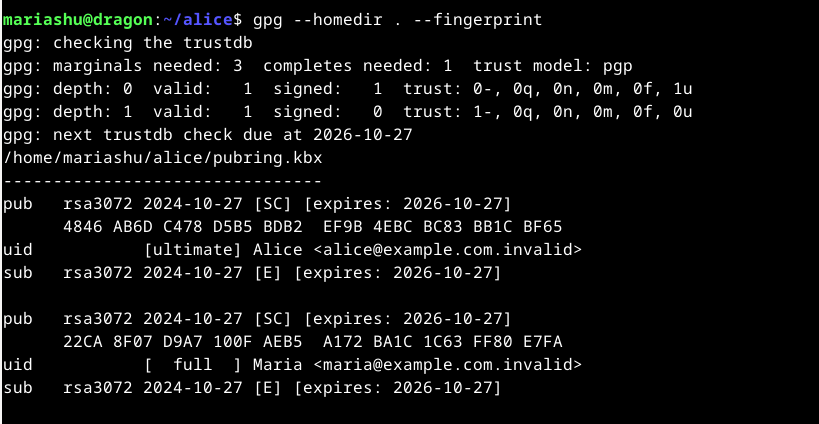 mariashu@dragon:~/alice$ gpg --homedir . --fingerprint
gpg: checking the trustdb
gpg: marginals needed: 3  completes needed: 1  trust model: pgp
gpg: depth: 0  valid:   1  signed:   1  trust: 0-, 0q, 0n, 0m, 0f, 1u
gpg: depth: 1  valid:   1  signed:   0  trust: 1-, 0q, 0n, 0m, 0f, 0u
gpg: next trustdb check due at 2026-10-27
/home/mariashu/alice/pubring.kbx
--------------------------------
pub   rsa3072 2024-10-27 [SC] [expires: 2026-10-27]
      4846 AB6D C478 D5B5 BDB2  EF9B 4EBC BC83 BB1C BF65
uid           [ultimate] Alice <alice@example.com.invalid>
sub   rsa3072 2024-10-27 [E] [expires: 2026-10-27]

pub   rsa3072 2024-10-27 [SC] [expires: 2026-10-27]
      22CA 8F07 D9A7 100F AEB5  A172 BA1C 1C63 FF80 E7FA
uid           [  full  ] Maria <maria@example.com.invalid>
sub   rsa3072 2024-10-27 [E] [expires: 2026-10-27]